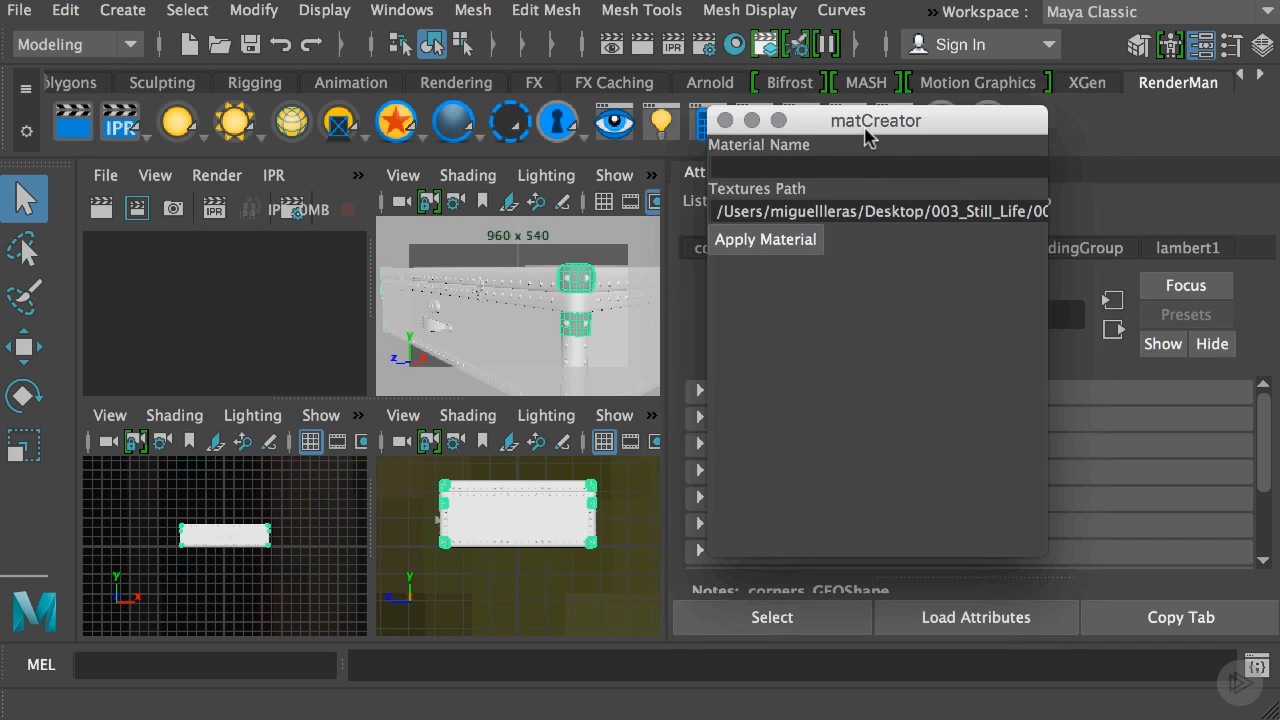 File Edit Create Select Modify Display Windows Mesh Edit Mesh Mesh Tools Mesh Display Curves » Workspace : Maya Classic
Modeling IPR Sign In
olygons Sculpting Rigging Animation Rendering FX FX Caching Arnold Bifrost MASH Motion Graphics XGen RenderMan
IPR
matCreator
Material Name
Textures Path
/Users/miguellleras/Desktop/003_Still_Life/00
Apply Material
File View Render IPR »
IPR
View Shading Lighting Show »
960 x 540
y
z
x
Att
List
ndingGroup lambert1
Focus
Presets
Show Hide
View Shading Lighting Show »
View Shading Lighting Show »
y
x
y
z
Notes: corners_GEOShape
Select Load Attributes Copy Tab
MEL